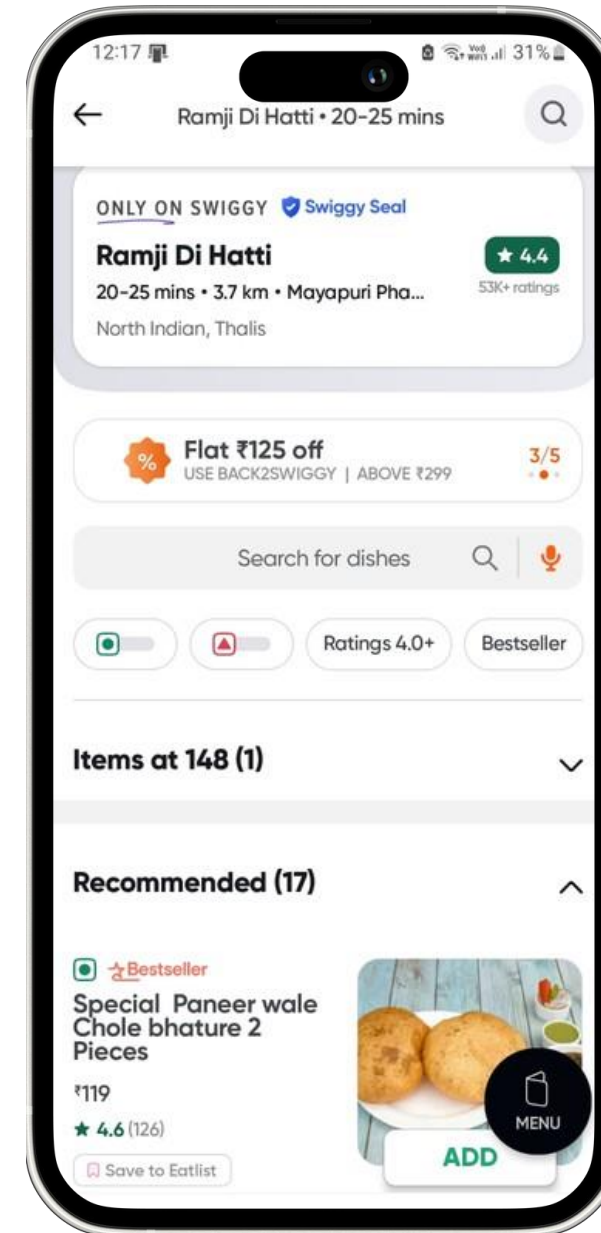 12:17 31%
Ramji Di Hatti • 20-25 mins
ONLY ON SWIGGY Swiggy Seal
Ramji Di Hatti ★ 4.4
20-25 mins • 3.7 km • Mayapuri Pha... 53K+ ratings
North Indian, Thalis
% Flat ₹125 off 3/5
USE BACK2SWIGGY | ABOVE ₹299
Search for dishes
Ratings 4.0+ Bestseller
Items at 148 (1)
Recommended (17)
Bestseller
Special Paneer wale
Chole bhature 2
Pieces
₹119
★ 4.6 (126)
MENU
Save to Eatlist
ADD